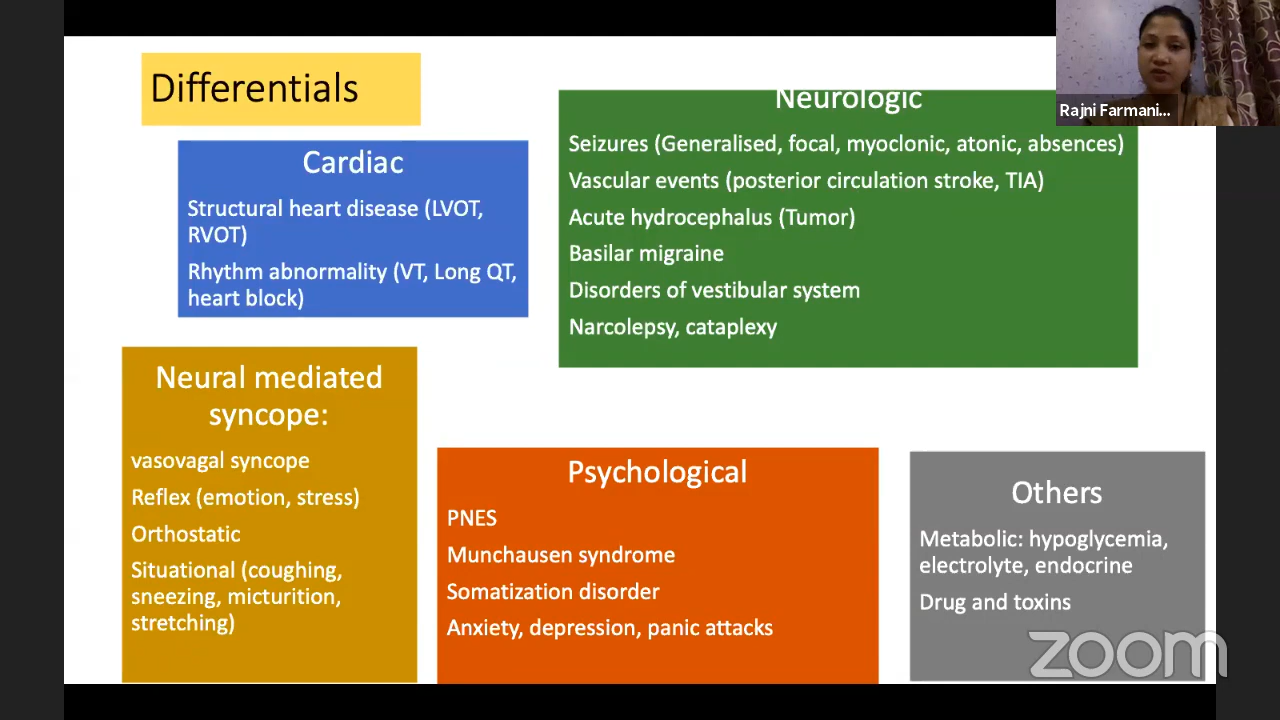 Differentials
Cardiac
Structural heart disease (LVOT,
RVOT)
Rhythm abnormality (VT, Long QT,
heart block)
Neurologic
Seizures (Generalised, focal, myoclonic, atonic, absences)
Vascular events (posterior circulation stroke, TIA)
Acute hydrocephalus (Tumor)
Basilar migraine
Disorders of vestibular system
Narcolepsy, cataplexy
Rajni Farmani...
Neural mediated
syncope:
vasovagal syncope
Reflex (emotion, stress)
Orthostatic
Situational (coughing,
sneezing, micturition,
stretching)
Psychological
PNES
Munchausen syndrome
Somatization disorder
Anxiety, depression, panic attacks
Others
Metabolic: hypoglycemia,
electrolyte, endocrine
Drug and toxins
zoom